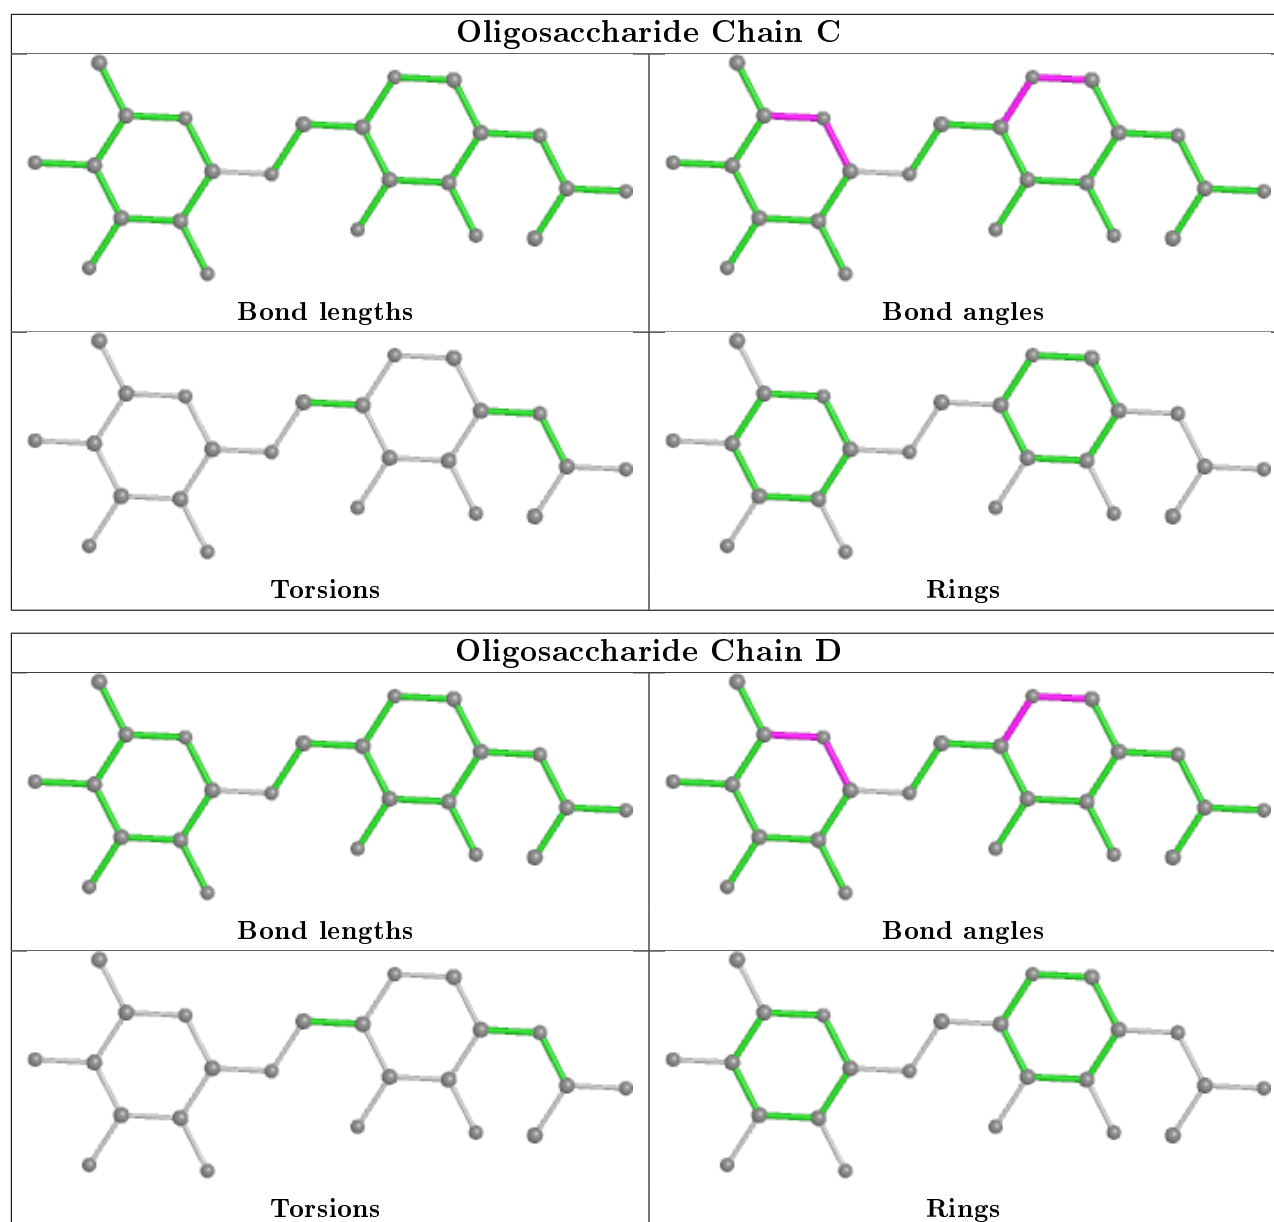 Oligosaccharide Chain C
Bond lengths
Bond angles
Torsions
Rings
Oligosaccharide Chain D
Bond lengths
Bond angles
Torsions
Rings